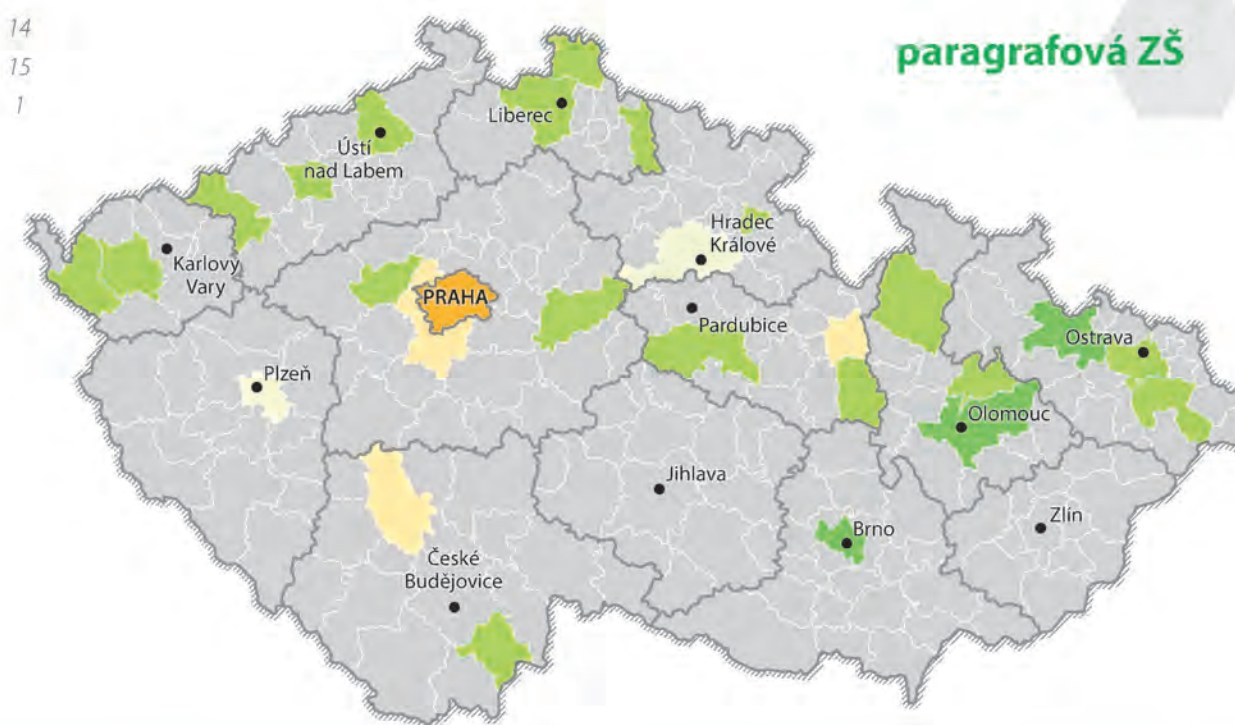 14
15
1
paragrafová ZŠ
Liberec
Ústí
nad Labem
Hradec
Králové
Karlovy
Vary
PRAHA
Pardubice
Ostrava
Plzeň
Olomouc
Jihlava
Brno
Zlín
České
Budějovice